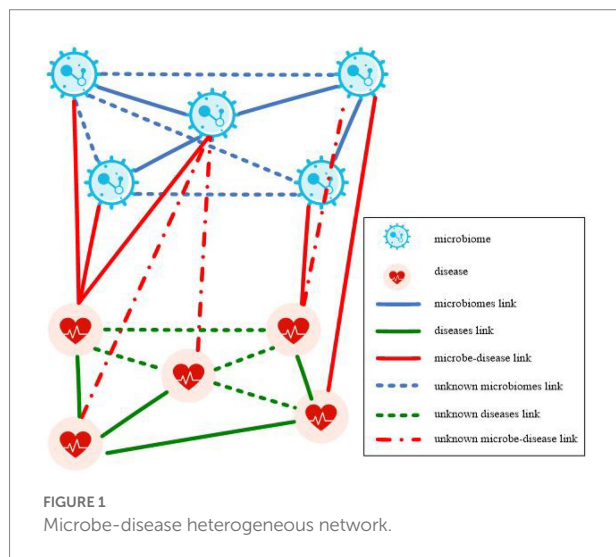 microbiome
disease
microbiomes link
diseases link
microbe-disease link
unknown microbiomes link
unknown diseases link
unknown microbe-disease link
FIGURE 1
Microbe-disease heterogeneous network.